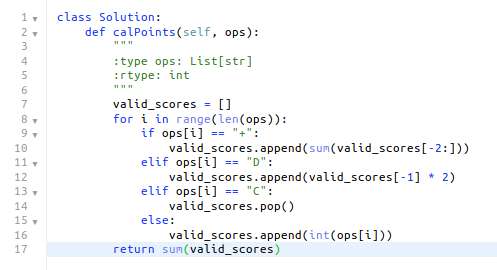 1 class Solution:
2     def calPoints(self, ops):
3         """
4         :type ops: List[str]
5         :rtype: int
6         """
7         valid_scores = []
8         for i in range(len(ops)):
9             if ops[i] == "+":
10                 valid_scores.append(sum(valid_scores[-2:]))
11             elif ops[i] == "D":
12                 valid_scores.append(valid_scores[-1] * 2)
13             elif ops[i] == "C":
14                 valid_scores.pop()
15             else:
16                 valid_scores.append(int(ops[i]))
17         return sum(valid_scores)